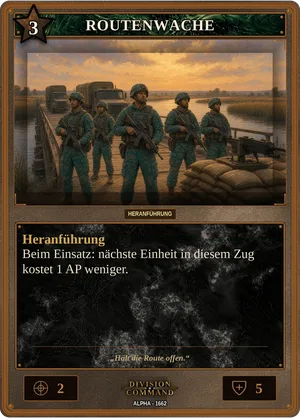 3
ROUTENWACHE
HERANFÜHRUNG
Heranführung
Beim Einsatz: nächste Einheit in diesem Zug
kostet 1 AP weniger.
„Halt die Route offen.“
2
DIVISION
COMMAND
ALPHA - 1662
5